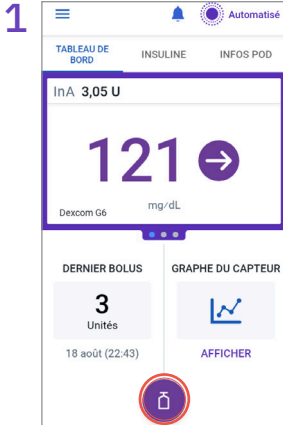 1
Automatisé
TABLEAU DE
BORD
INSULINE
INFOS POD
InA 3,05 U
121
mg/dL
Dexcom G6
DERNIER BOLUS
GRAPHE DU CAPTEUR
3
Unités
18 août (22:43)
AFFICHER